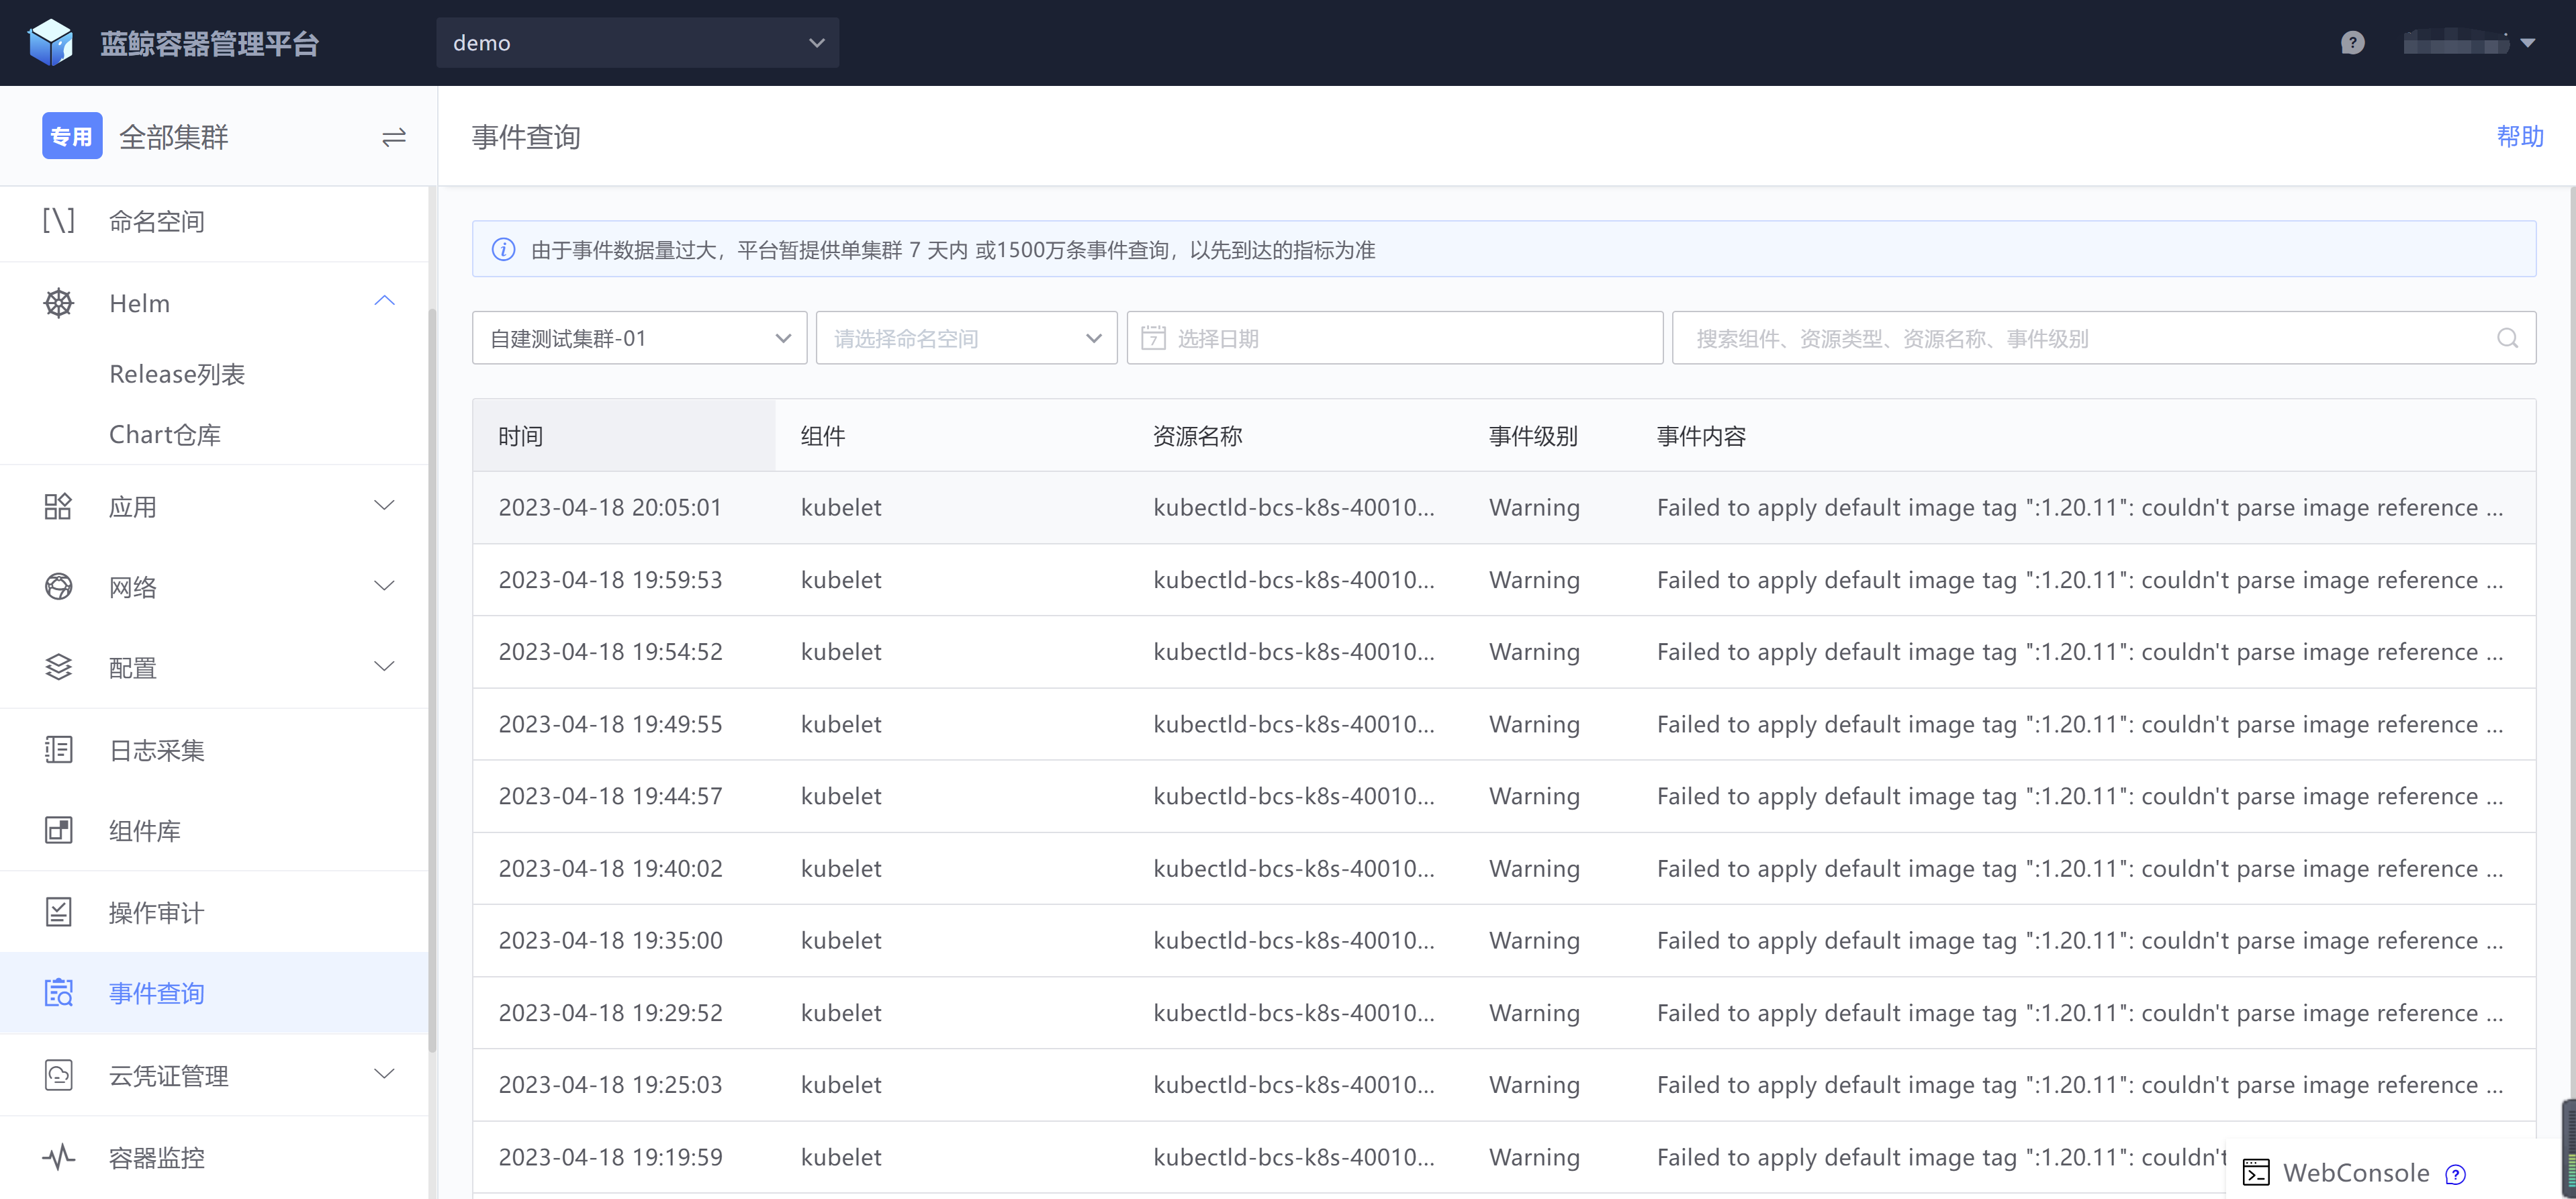 蓝鲸容器管理平台
demo
专用 全部集群
事件查询
帮助
命名空间
Helm
Release列表
Chart仓库
应用
网络
配置
日志采集
组件库
操作审计
事件查询
云凭证管理
容器监控
由于事件数据量过大，平台暂提供单集群 7 天内 或1500万条事件查询，以先到达的指标为准
自建测试集群-01 请选择命名空间 7 选择日期 搜索组件、资源类型、资源名称、事件级别
时间 组件 资源名称 事件级别 事件内容
2023-04-18 20:05:01 kubelet kubectld-bcs-k8s-40010... Warning Failed to apply default image tag ":1.20.11": couldn't parse image reference ...
2023-04-18 19:59:53 kubelet kubectld-bcs-k8s-40010... Warning Failed to apply default image tag ":1.20.11": couldn't parse image reference ...
2023-04-18 19:54:52 kubelet kubectld-bcs-k8s-40010... Warning Failed to apply default image tag ":1.20.11": couldn't parse image reference ...
2023-04-18 19:49:55 kubelet kubectld-bcs-k8s-40010... Warning Failed to apply default image tag ":1.20.11": couldn't parse image reference ...
2023-04-18 19:44:57 kubelet kubectld-bcs-k8s-40010... Warning Failed to apply default image tag ":1.20.11": couldn't parse image reference ...
2023-04-18 19:40:02 kubelet kubectld-bcs-k8s-40010... Warning Failed to apply default image tag ":1.20.11": couldn't parse image reference ...
2023-04-18 19:35:00 kubelet kubectld-bcs-k8s-40010... Warning Failed to apply default image tag ":1.20.11": couldn't parse image reference ...
2023-04-18 19:29:52 kubelet kubectld-bcs-k8s-40010... Warning Failed to apply default image tag ":1.20.11": couldn't parse image reference ...
2023-04-18 19:25:03 kubelet kubectld-bcs-k8s-40010... Warning Failed to apply default image tag ":1.20.11": couldn't parse image reference ...
2023-04-18 19:19:59 kubelet kubectld-bcs-k8s-40010... Warning Failed to apply default image tag ":1.20.11": couldn't
WebConsole